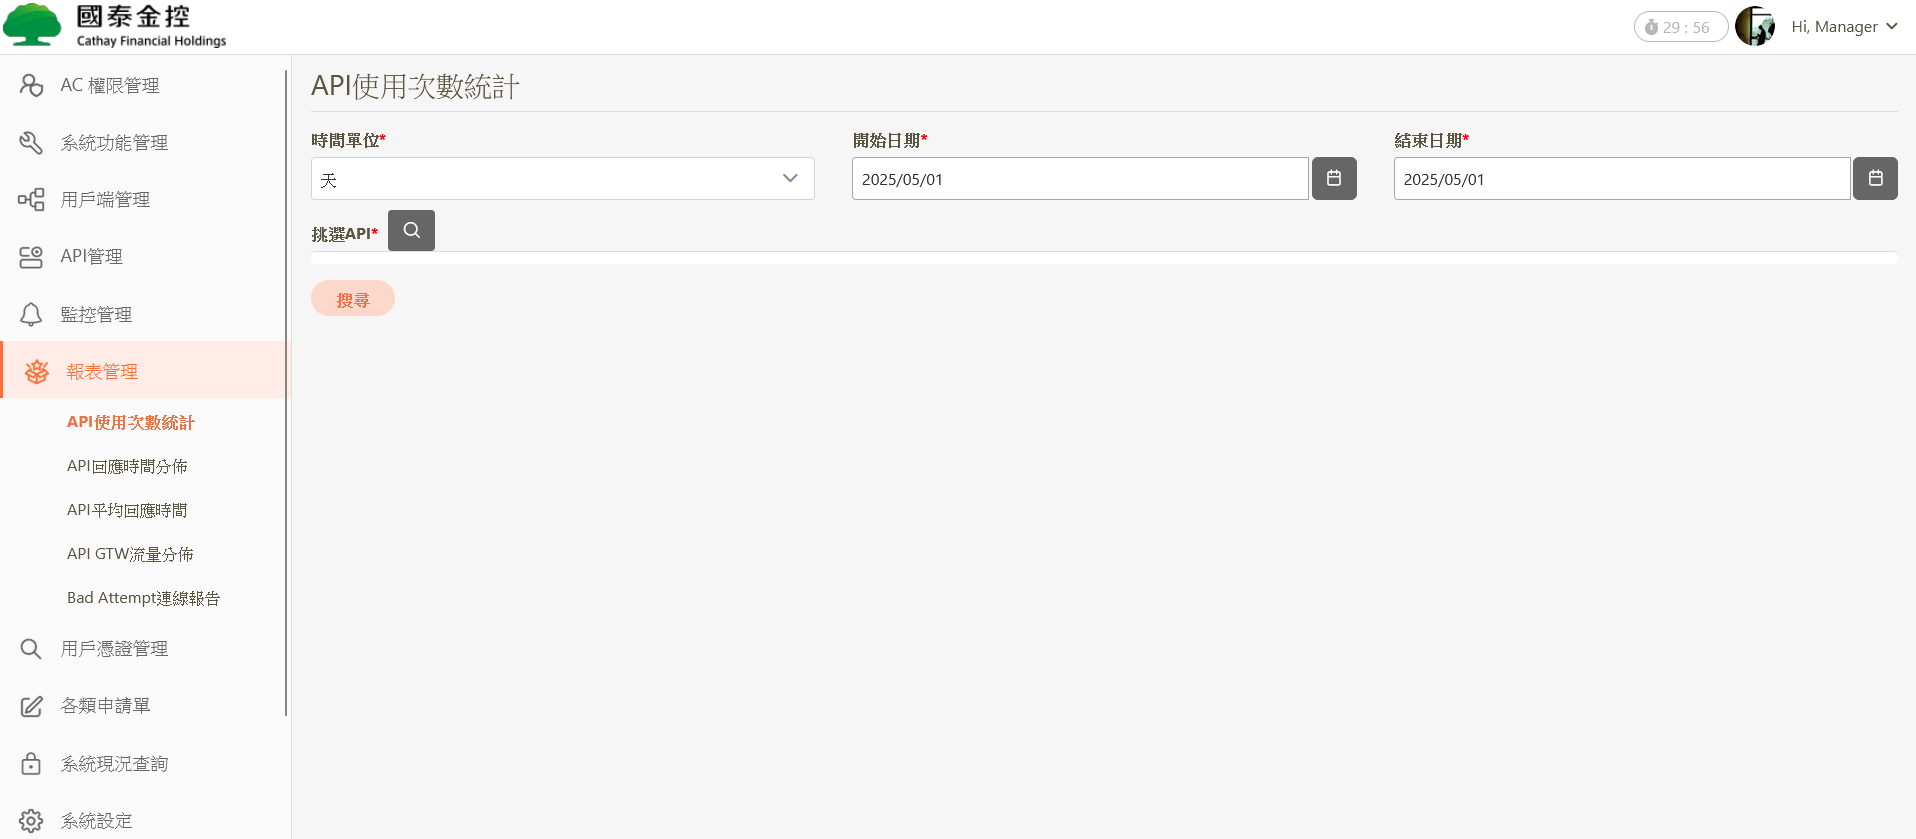 國泰金控
Cathay Financial Holdings
29 : 56
Hi, Manager
AC 權限管理
系統功能管理
用戶端管理
API管理
監控管理
報表管理
API使用次數統計
API回應時間分佈
API平均回應時間
API GTW流量分佈
Bad Attempt連線報告
用戶憑證管理
各類申請單
系統現況查詢
系統設定
API使用次數統計
時間單位*
開始日期*
結束日期*
天
2025/05/01
2025/05/01
挑選API*
搜尋